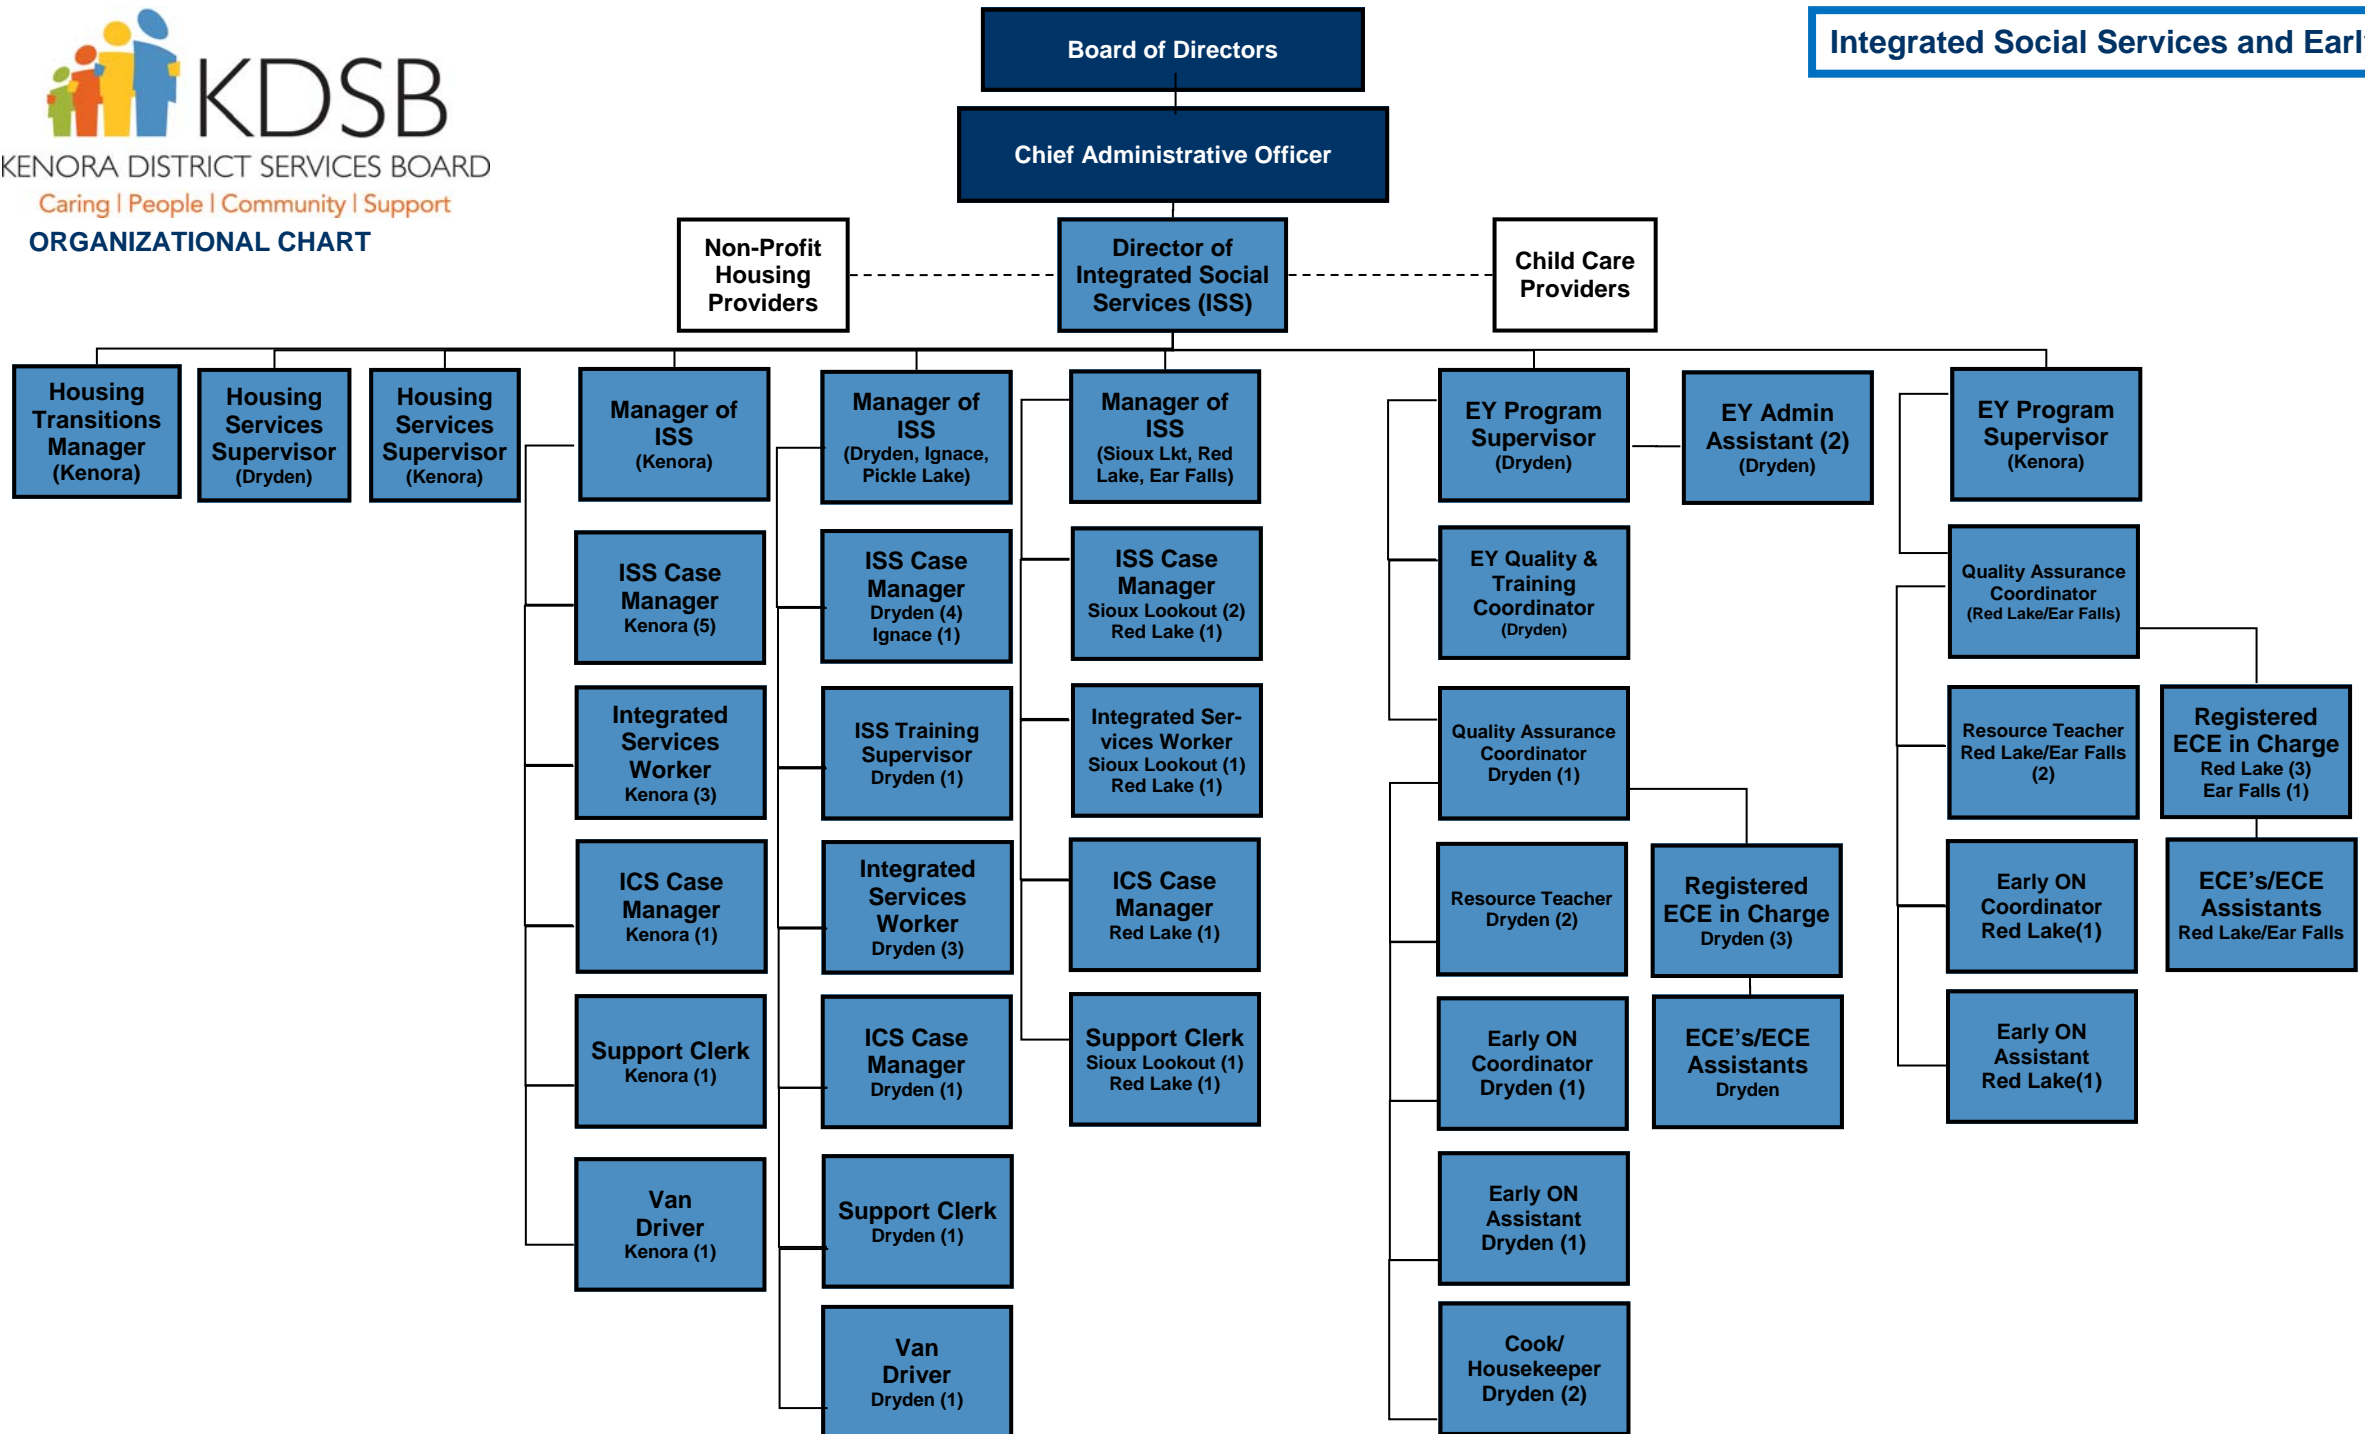 KDSB
KENORA DISTRICT SERVICES BOARD
Caring | People | Community | Support
ORGANIZATIONAL CHART
Board of Directors
Integrated Social Services and Early
Chief Administrative Officer
Non-Profit
Housing
Providers
Director of
Integrated Social
Services (ISS)
Child Care
Providers
Housing
Transitions
Manager
(Kenora)
Housing
Services
Supervisor
(Dryden)
Housing
Services
Supervisor
(Kenora)
Manager of
ISS
(Kenora)
Manager of
ISS
(Dryden, Ignace,
Pickle Lake)
Manager of
ISS
(Sioux Lkt, Red
Lake, Ear Falls)
EY Program
Supervisor
(Dryden)
EY Admin
Assistant (2)
(Dryden)
EY Program
Supervisor
(Kenora)
ISS Case
Manager
Kenora (5)
ISS Case
Manager
Dryden (4)
Ignace (1)
ISS Case
Manager
Sioux Lookout (2)
Red Lake (1)
EY Quality &
Training
Coordinator
(Dryden)
Quality Assurance
Coordinator
(Red Lake/Ear Falls)
Integrated
Services
Worker
Kenora (3)
ISS Training
Supervisor
Dryden (1)
Integrated Ser-
vices Worker
Sioux Lookout (1)
Red Lake (1)
Quality Assurance
Coordinator
Dryden (1)
Resource Teacher
Red Lake/Ear Falls
(2)
Registered
ECE in Charge
Red Lake (3)
Ear Falls (1)
ICS Case
Manager
Kenora (1)
Integrated
Services
Worker
Dryden (3)
ICS Case
Manager
Red Lake (1)
Resource Teacher
Dryden (2)
Registered
ECE in Charge
Dryden (3)
Early ON
Coordinator
Red Lake(1)
ECE's/ECE
Assistants
Red Lake/Ear Falls
Support Clerk
Kenora (1)
ICS Case
Manager
Dryden (1)
Support Clerk
Sioux Lookout (1)
Red Lake (1)
Early ON
Coordinator
Dryden (1)
ECE's/ECE
Assistants
Dryden
Early ON
Assistant
Red Lake(1)
Van
Driver
Kenora (1)
Support Clerk
Dryden (1)
Early ON
Assistant
Dryden (1)
Van
Driver
Dryden (1)
Cook/
Housekeeper
Dryden (2)